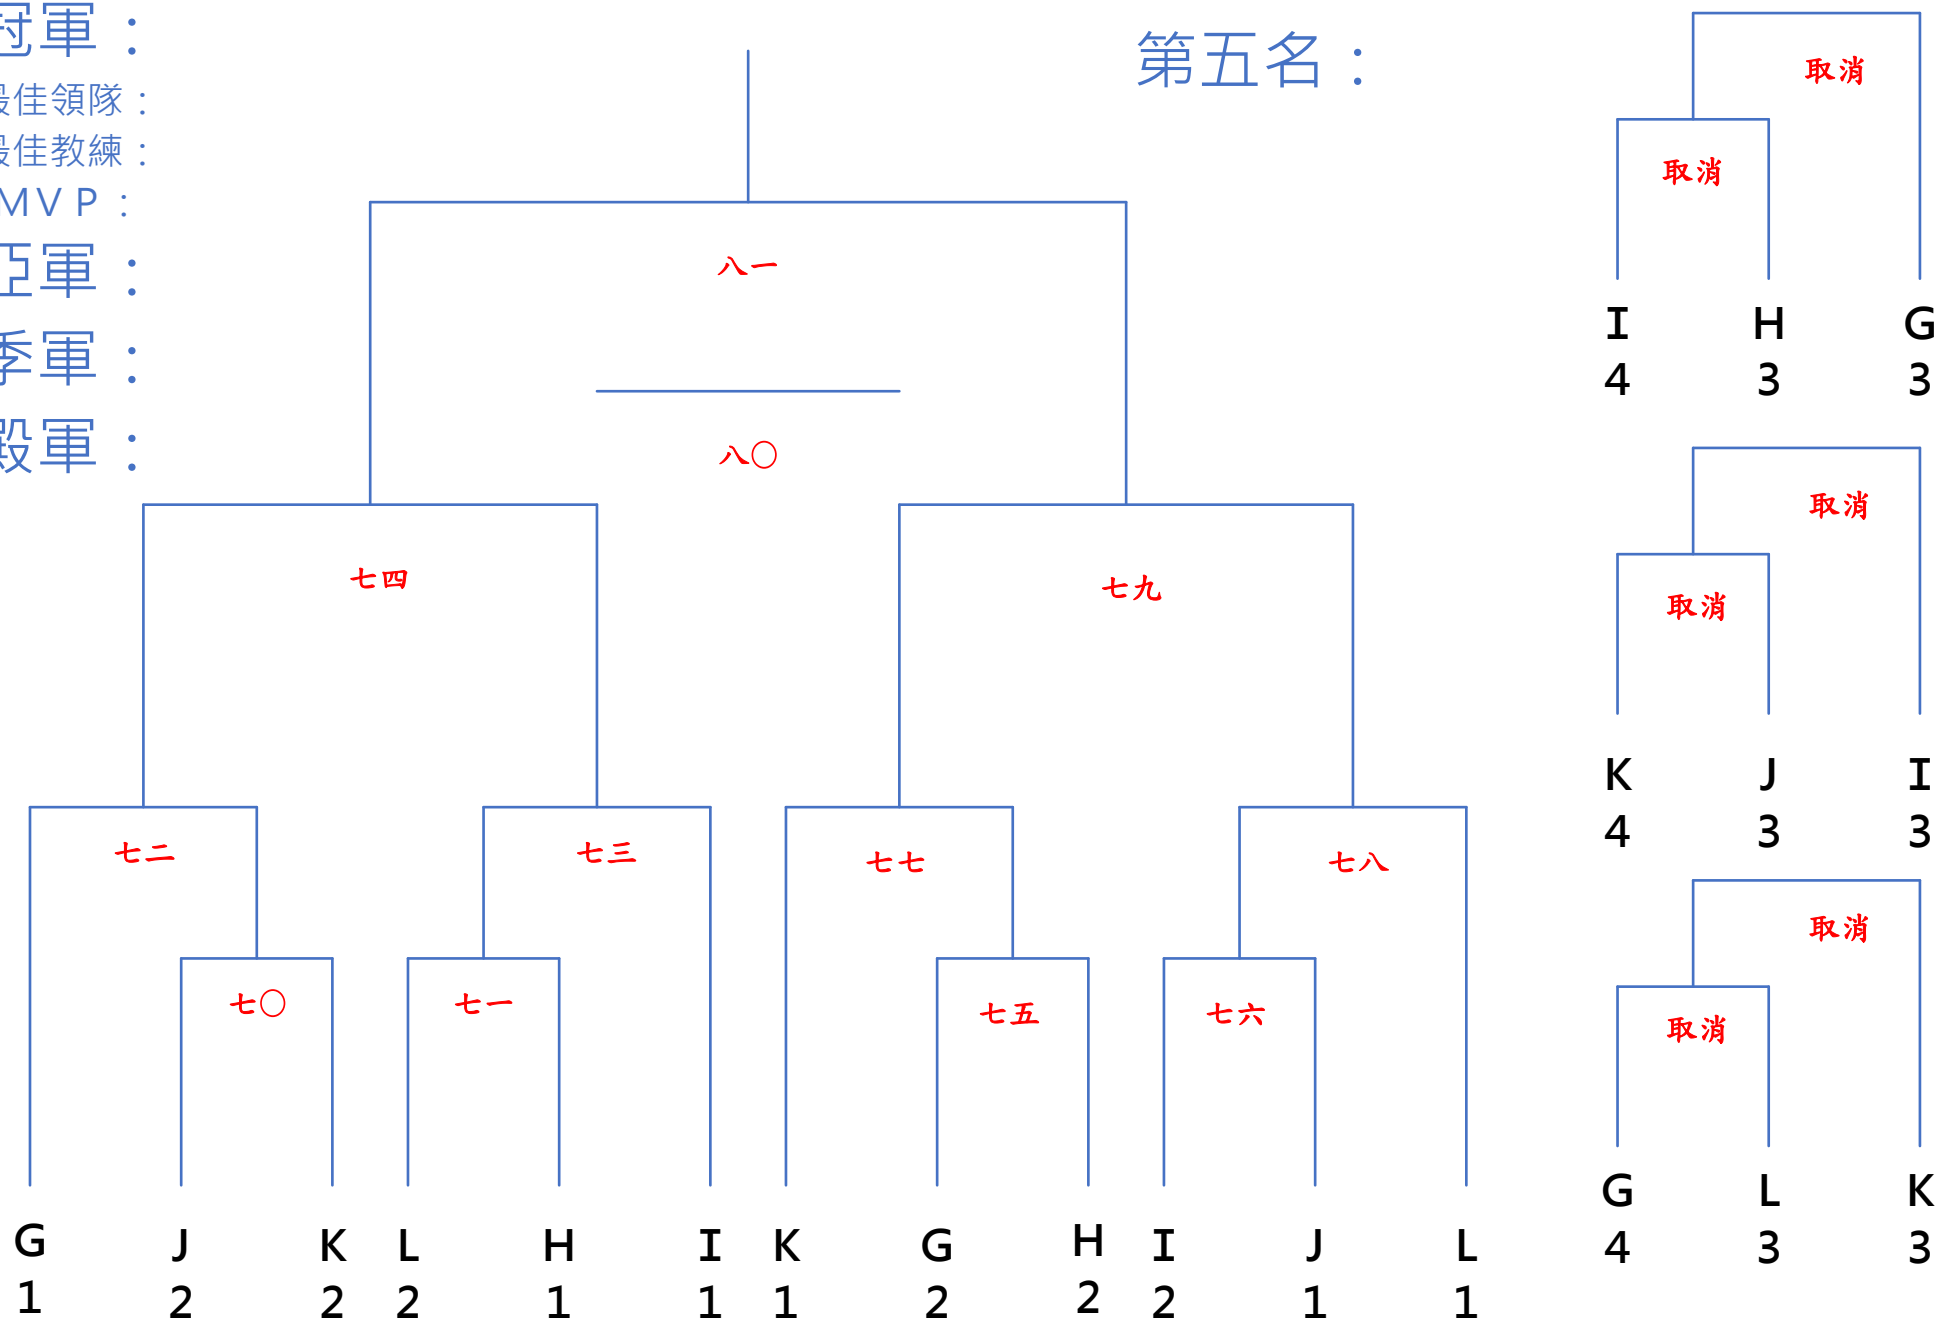 冠軍：
最佳領隊：
最佳教練：
MVP：
亞軍：
季軍：
殿軍：
第五名：
八一
八〇
七四
七九
七二
七三
七七
七八
七〇
七一
七五
七六
G J K L H I K G H I J L
1 2 2 2 1 1 1 2 2 2 1 1
取消
取消
I H G
4 3 3
取消
取消
K J I
4 3 3
取消
取消
G L K
4 3 3